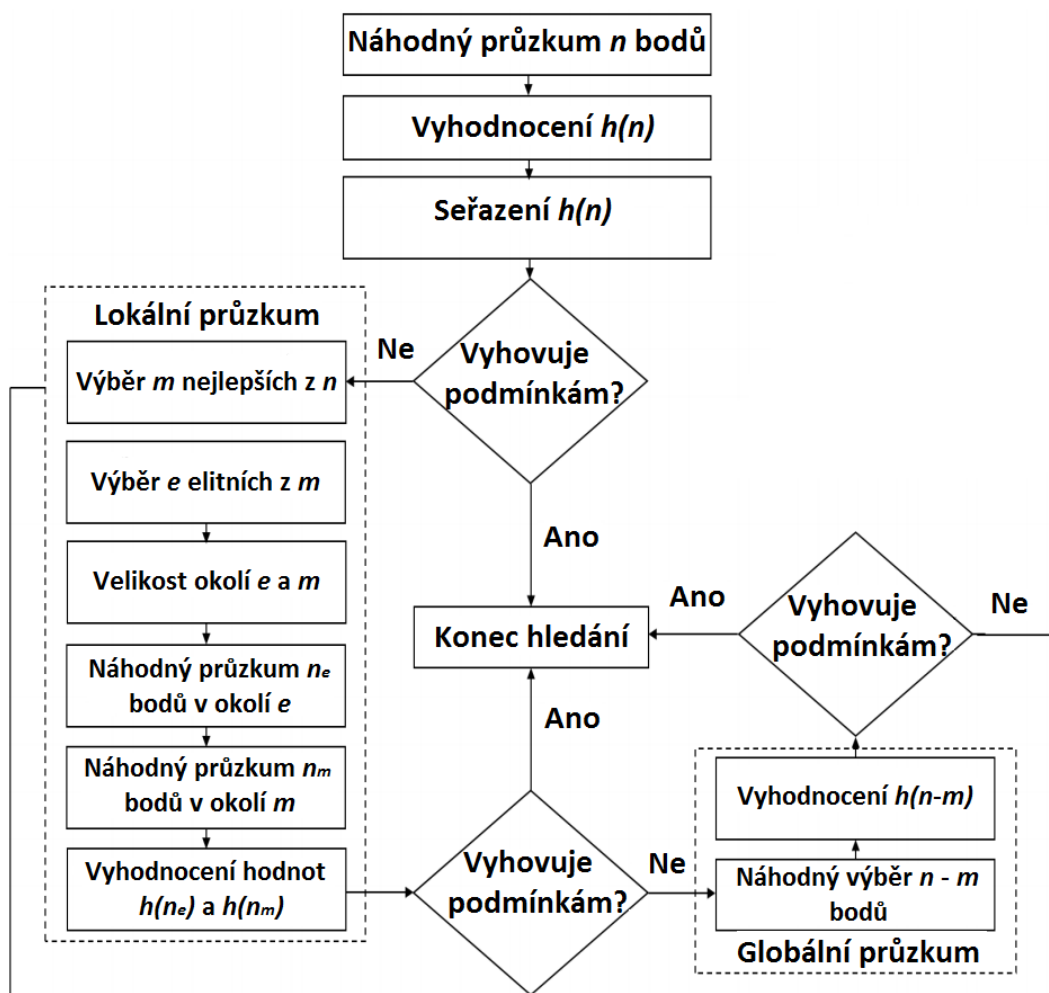 Náhodný průzkum n bodů
Vyhodnocení h(n)
Seřazení h(n)
Vyhovuje
podmínkám?
Ne
Ano
Lokální průzkum
Výběr m nejlepších z n
Výběr e elitních z m
Velikost okolí e a m
Náhodný průzkum nₑ
bodů v okolí e
Náhodný průzkum nₘ
bodů v okolí m
Vyhodnocení hodnot
h(nₑ) a h(nₘ)
Vyhovuje
podmínkám?
Ano
Ne
Konec hledání
Náhodný výběr n - m
bodů
Globální průzkum
Vyhodnocení h(n-m)
Vyhovuje
podmínkám?
Ano
Ne